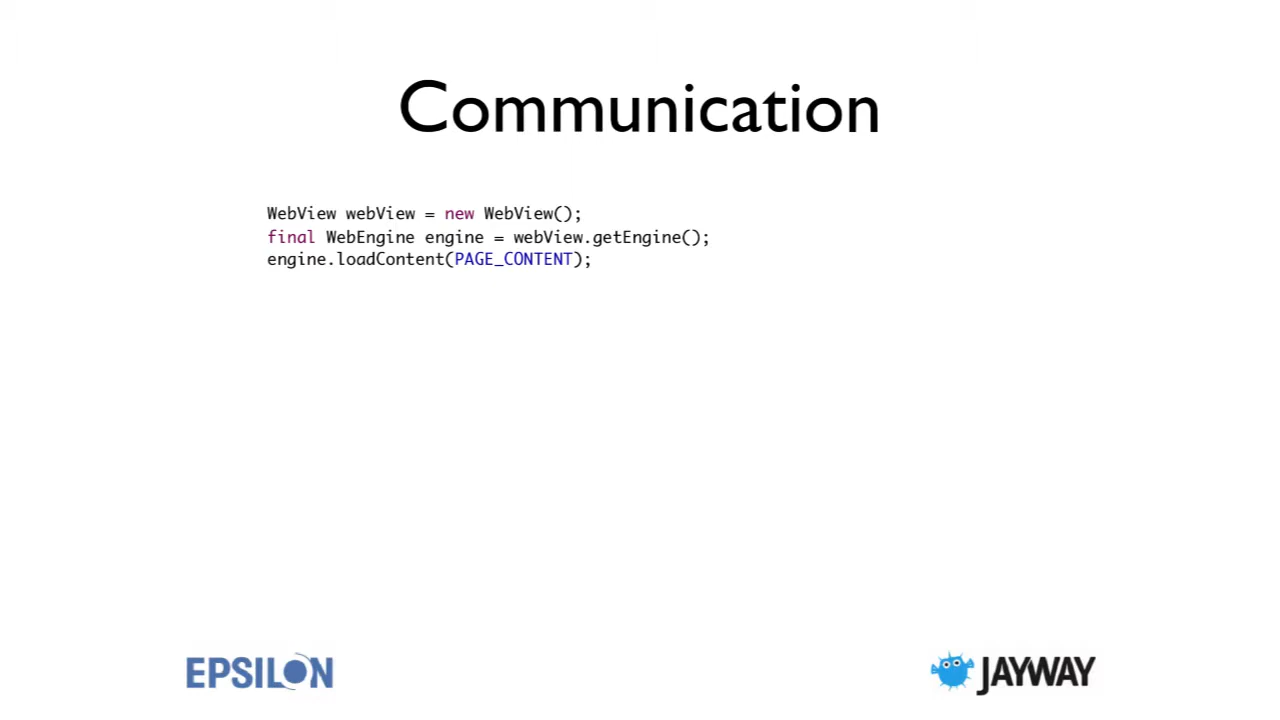 Communication
WebView webView = new WebView();
final WebEngine engine = webView.getEngine();
engine.loadContent(PAGE_CONTENT);
EPSILON
JAYWAY